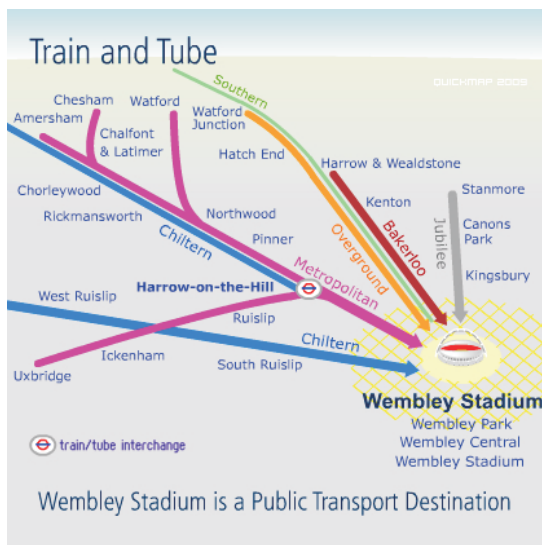 Train and Tube
QUICKMAP 2009
Southern
Chesham
Watford
Amersham
Watford
Junction
Chalfont
& Latimer
Hatch End
Harrow & Wealdstone
Chorleywood
Kenton
Stanmore
Rickmansworth
Northwood
Canons
Park
Chiltern
Pinner
Overground
Bakerloo
Jubilee
Metropolitan
Kingsbury
Harrow-on-the-Hill
West Ruislip
Ruislip
Chiltern
Ickenham
South Ruislip
Uxbridge
Wembley Stadium
Wembley Park
Wembley Central
Wembley Stadium
train/tube interchange
Wembley Stadium is a Public Transport Destination